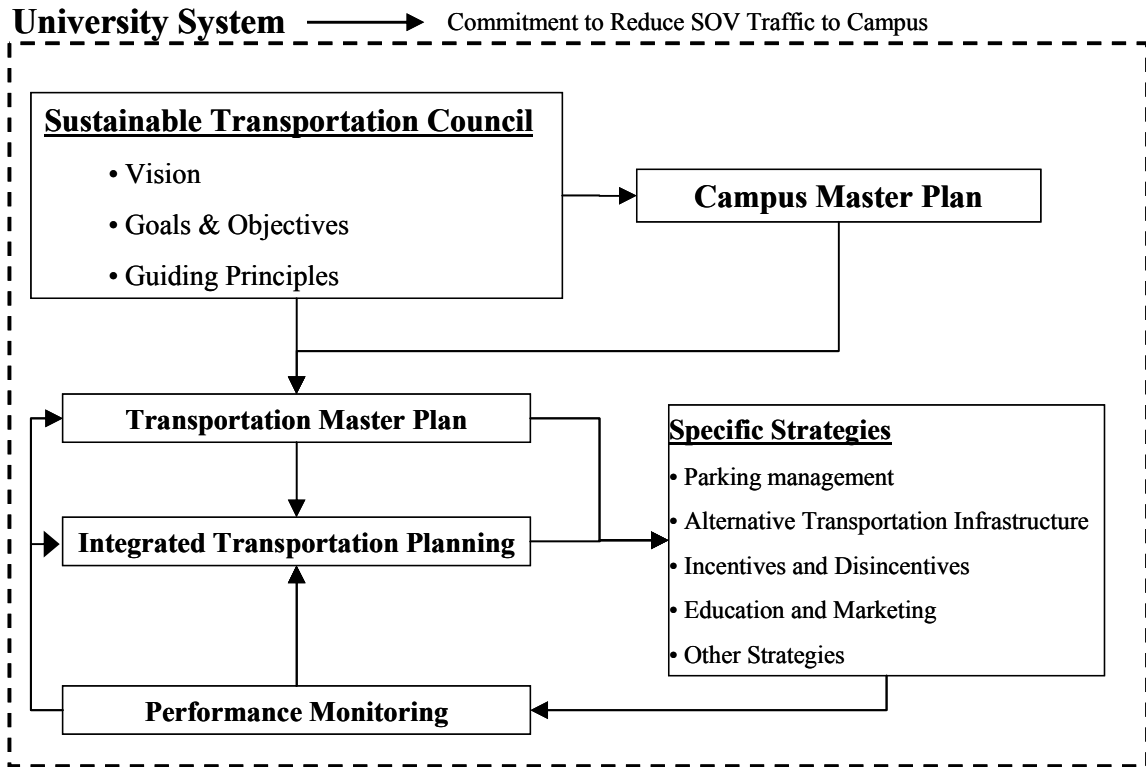 University System
Commitment to Reduce SOV Traffic to Campus
Sustainable Transportation Council
• Vision
• Goals & Objectives
• Guiding Principles
Campus Master Plan
Transportation Master Plan
Integrated Transportation Planning
Performance Monitoring
Specific Strategies
• Parking management
• Alternative Transportation Infrastructure
• Incentives and Disincentives
• Education and Marketing
• Other Strategies